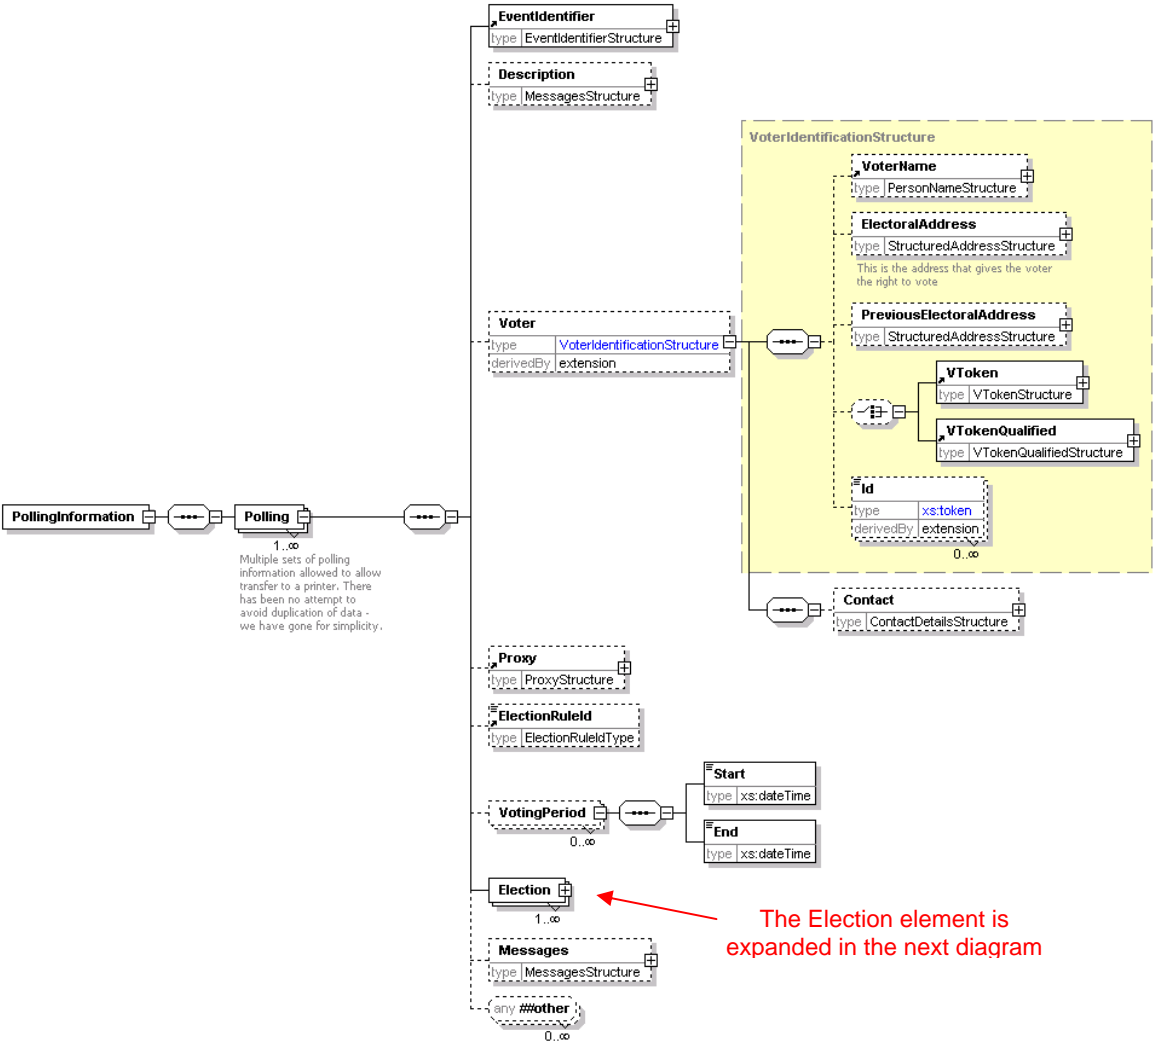 EventIdentifier
type EventIdentifierStructure
Description
type MessagesStructure
VoterIdentificationStructure
VoterName
type PersonNameStructure
ElectoralAddress
type StructuredAddressStructure
This is the address that gives the voter
the right to vote
PreviousElectoralAddress
type StructuredAddressStructure
Voter
type VoterIdentificationStructure
derivedBy extension
VToken
type VTokenStructure
VTokenQualified
type VTokenQualifiedStructure
Id
type xs:token
derivedBy extension
0..∞
PollingInformation
Polling
1..∞
Multiple sets of polling
information allowed to allow
transfer to a printer. There
has been no attempt to
avoid duplication of data -
we have gone for simplicity.
Contact
type ContactDetailsStructure
Proxy
type ProxyStructure
ElectionRuleId
type ElectionRuleIdType
VotingPeriod
0..∞
Start
type xs:dateTime
End
type xs:dateTime
Election
1..∞
The Election element is
expanded in the next diagram
Messages
type MessagesStructure
any ##other
0..∞